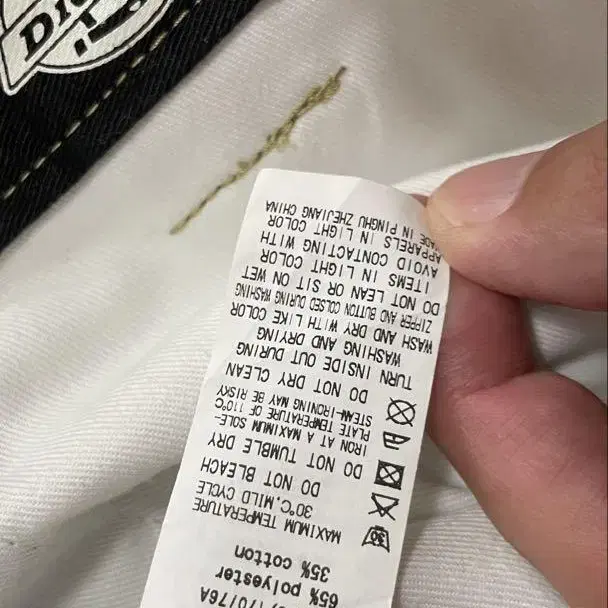 170/76A
65% polyester
35% cotton
30
MAXIMUM TEMPERATURE
30°C,MILD CYCLE
DO NOT BLEACH
DO NOT TUMBLE DRY
IRON AT A MAXIMUM SOLE-
PLATE TEMPERATURE OF 110°C
STEAM-IRONING MAY BE RISKY
DO NOT DRY CLEAN
TURN INSIDE OUT DURING
WASHING AND DRYING
WASH AND DRY WITH LIKE COLOR
ZIPPER AND BUTTON COLSED DURING WASHING
DO NOT LEAN OR SIT ON WET
ITEMS IN LIGHT COLOR
AVOID CONTACTING WITH
APPARELS IN LIGHT COLOR
MADE IN PINGHU ZHEJIANG CHINA